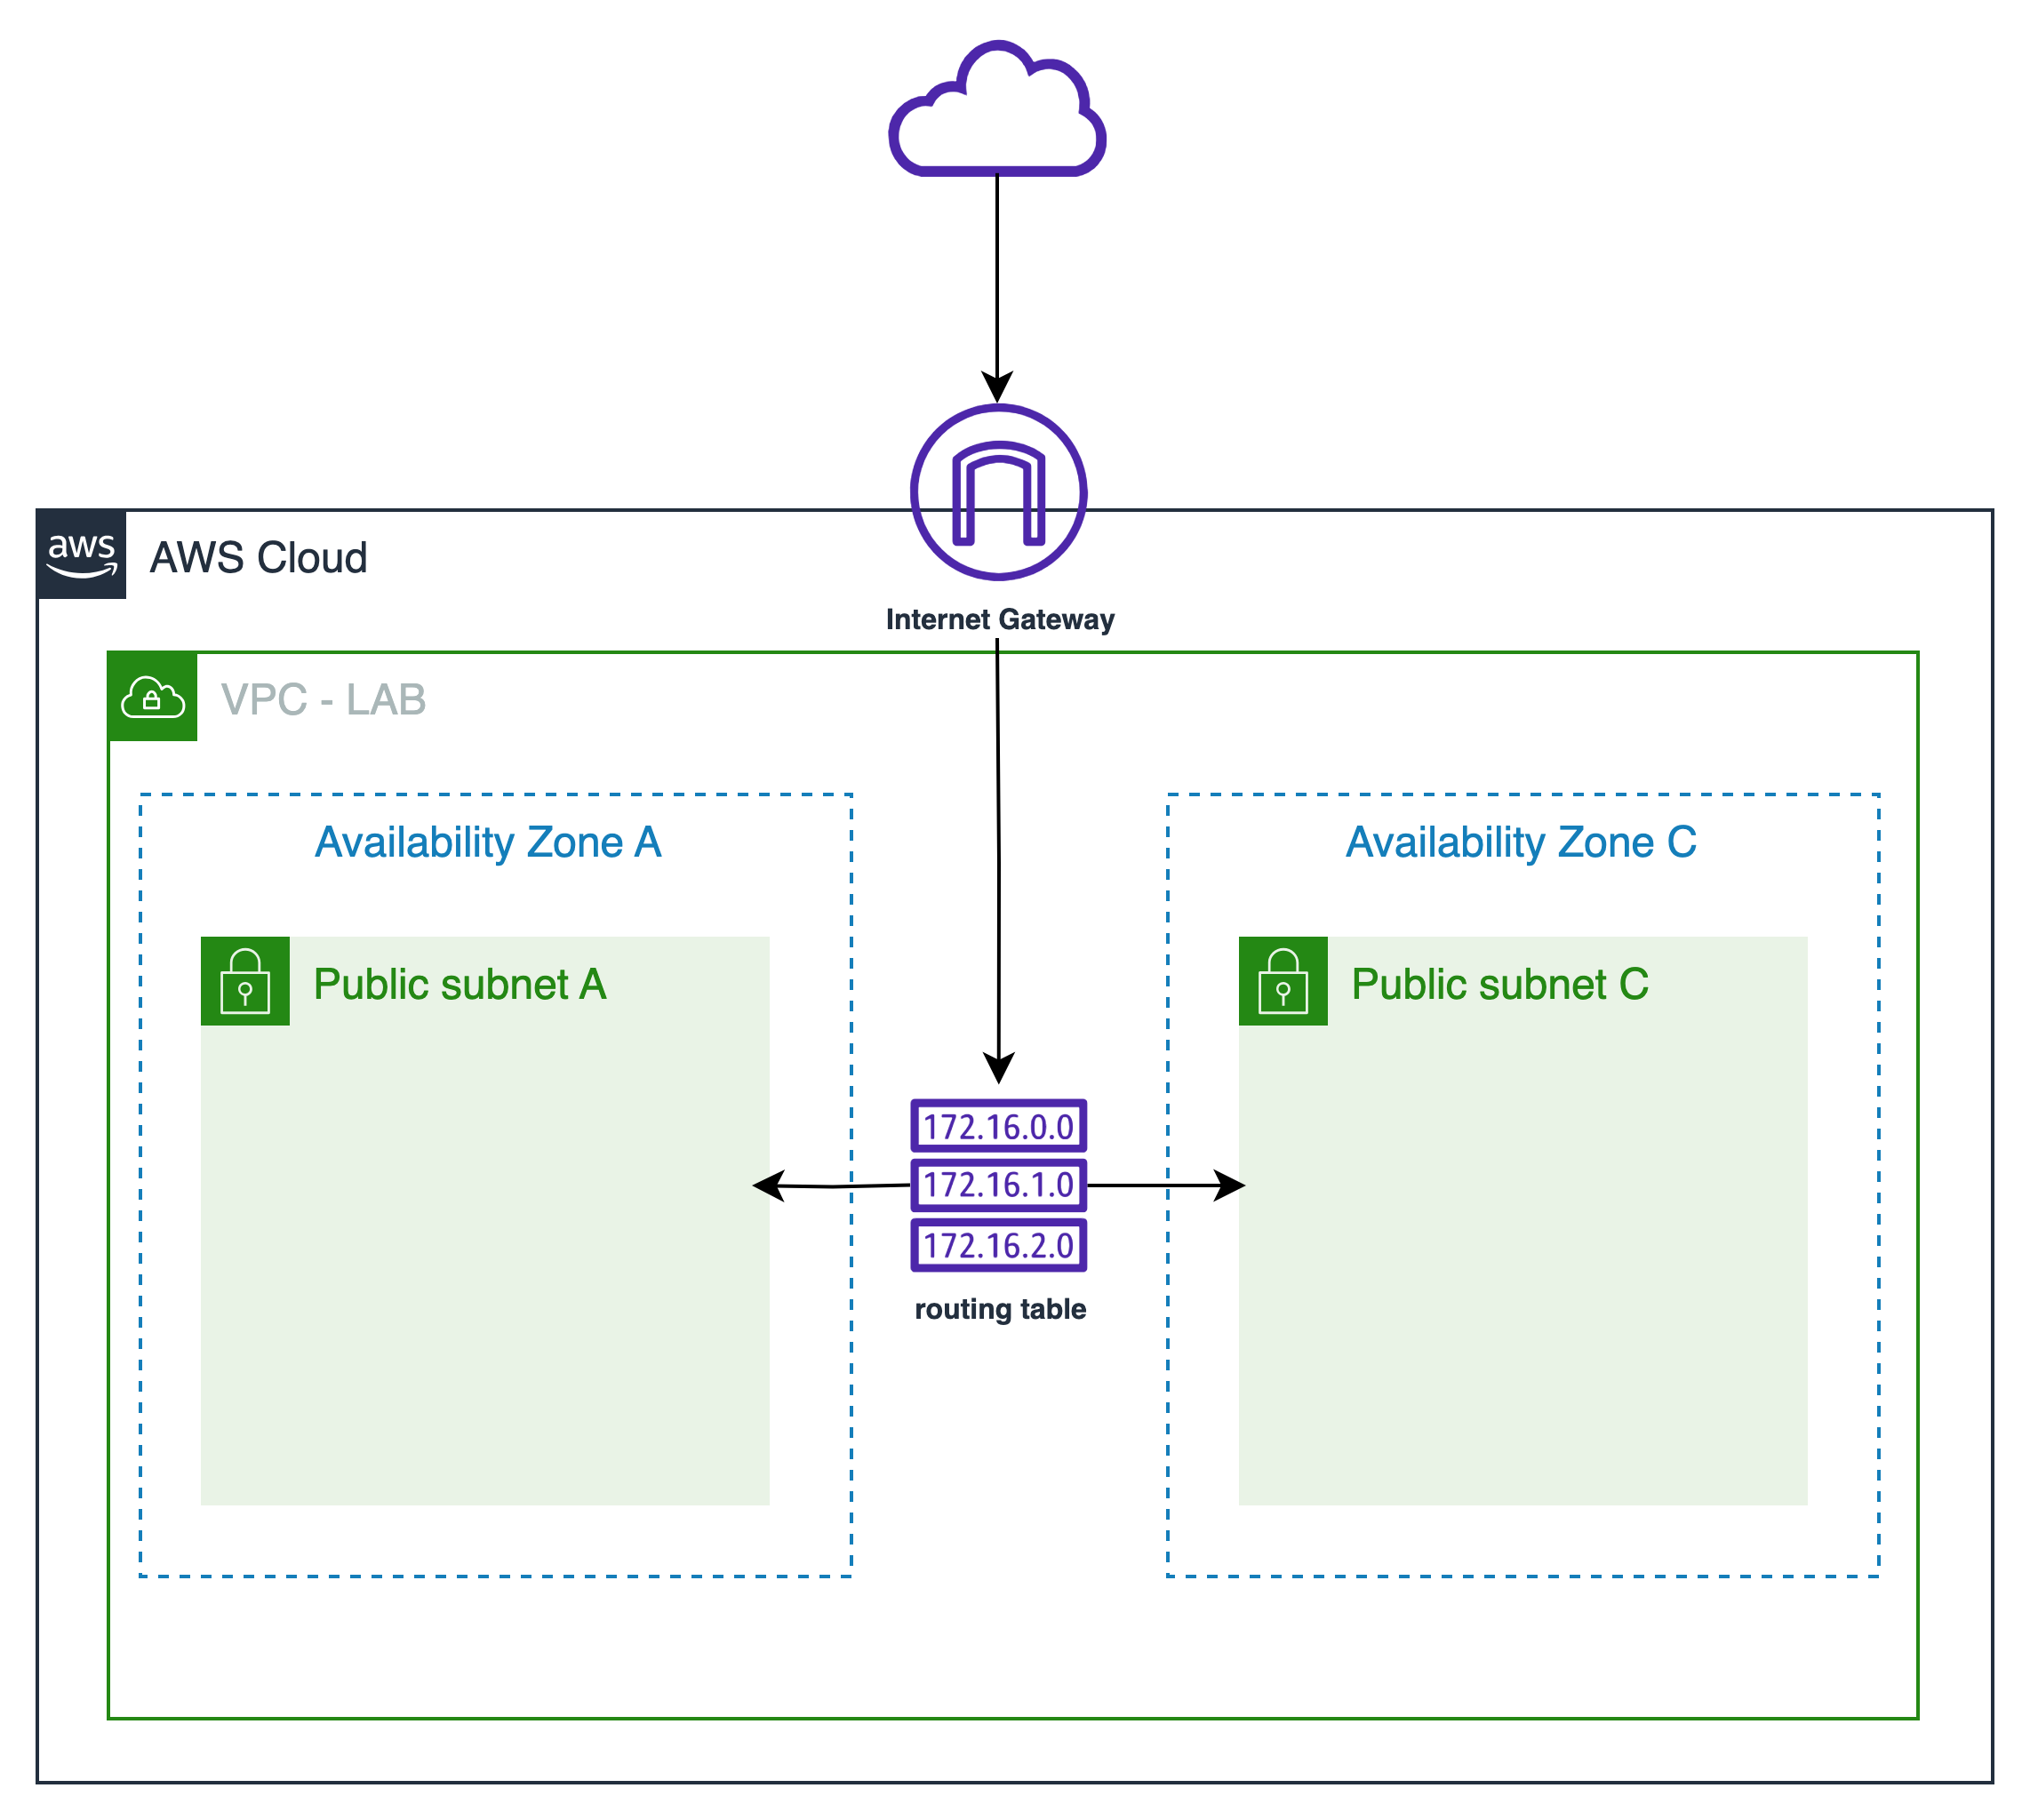 aws
AWS Cloud
Internet Gateway
VPC - LAB
Availability Zone A
Availability Zone C
Public subnet A
Public subnet C
172.16.0.0
172.16.1.0
172.16.2.0
routing table